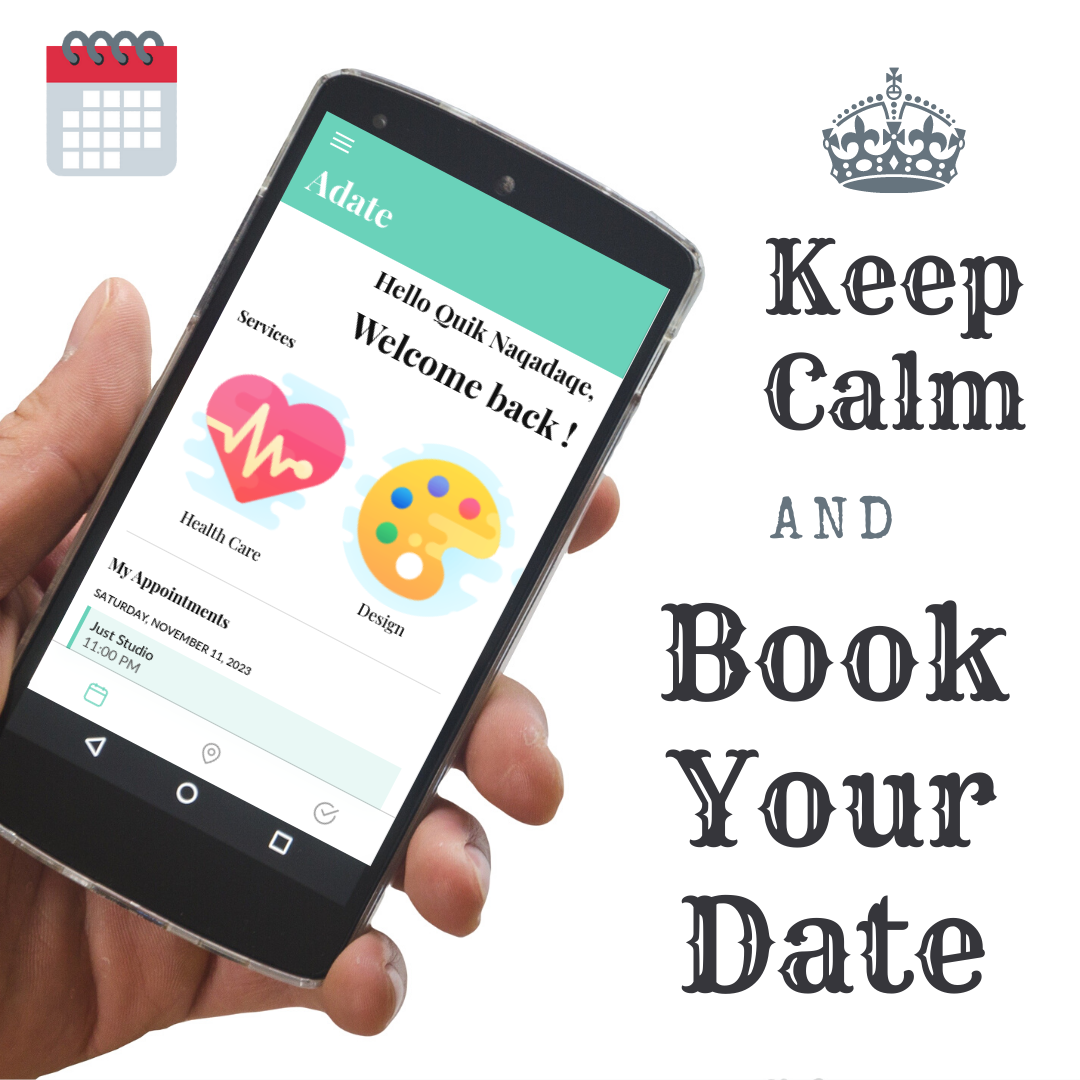 Adate
Hello Quik Naqadaqe,
Welcome back !
Services
Health Care
Design
My Appointments
SATURDAY, NOVEMBER 11, 2023
Just Studio
11:00 PM
Keep
Calm
AND
Book
Your
Date